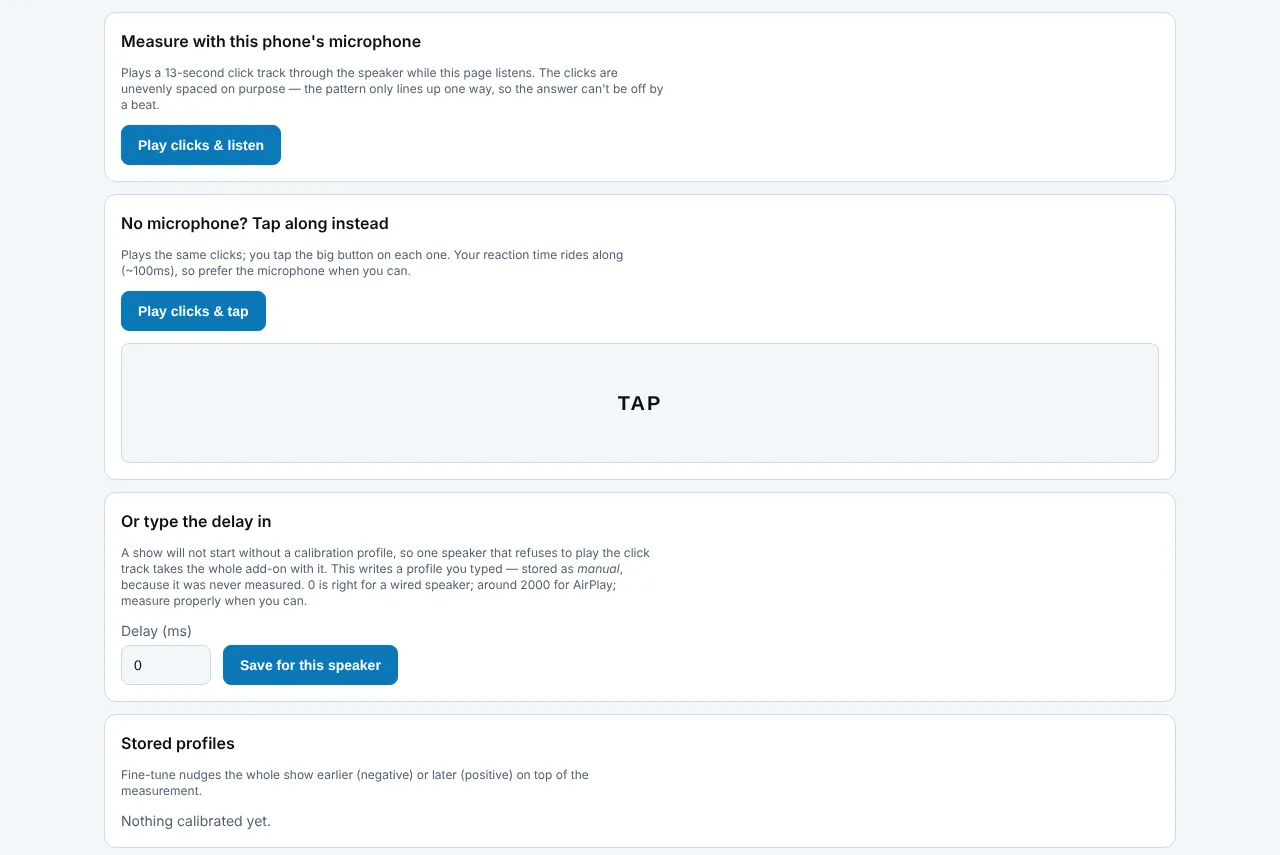 Measure with this phone's microphone
Plays a 13-second click track through the speaker while this page listens. The clicks are
unevenly spaced on purpose — the pattern only lines up one way, so the answer can't be off by
a beat.
Play clicks & listen
No microphone? Tap along instead
Plays the same clicks; you tap the big button on each one. Your reaction time rides along
(~100ms), so prefer the microphone when you can.
Play clicks & tap
TAP
Or type the delay in
A show will not start without a calibration profile, so one speaker that refuses to play the click
track takes the whole add-on with it. This writes a profile you typed — stored as manual,
because it was never measured. 0 is right for a wired speaker; around 2000 for AirPlay;
measure properly when you can.
Delay (ms)
0
Save for this speaker
Stored profiles
Fine-tune nudges the whole show earlier (negative) or later (positive) on top of the
measurement.
Nothing calibrated yet.